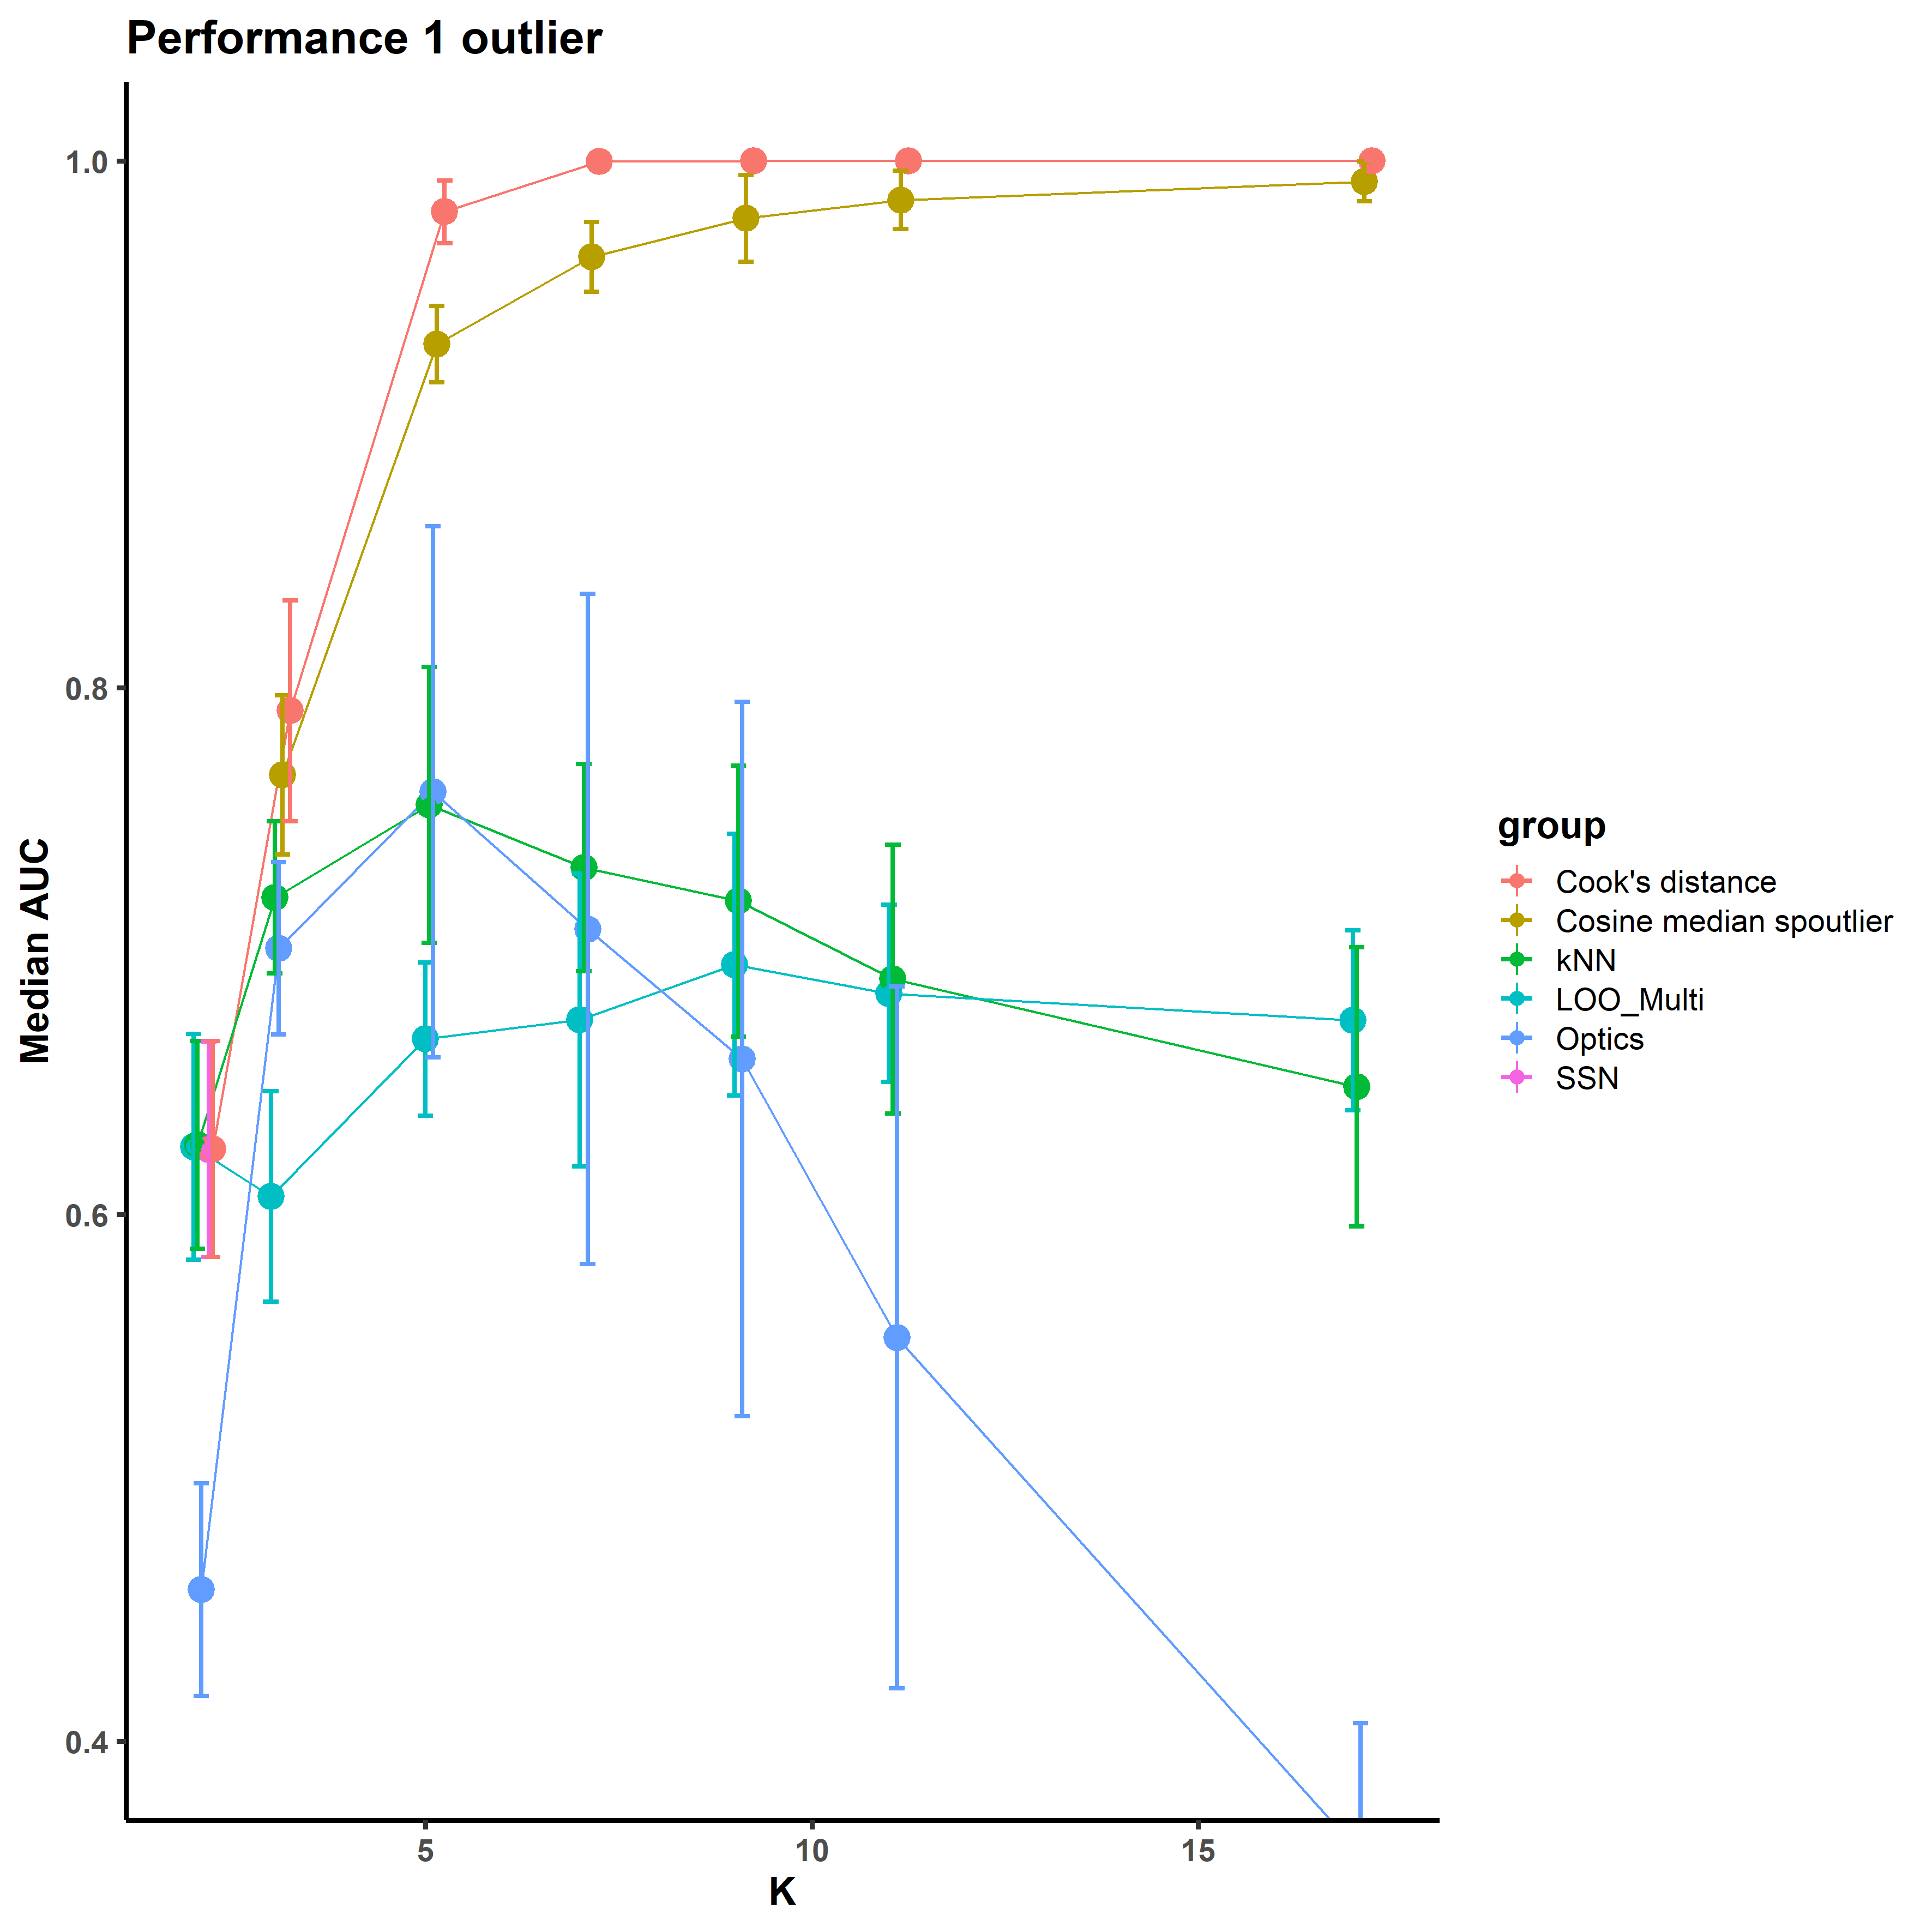 Performance 1 outlier
Median AUC
1.0
0.8
0.6
0.4
5
10
15
K
group
Cook's distance
Cosine median spoutlier
kNN
LOO_Multi
Optics
SSN